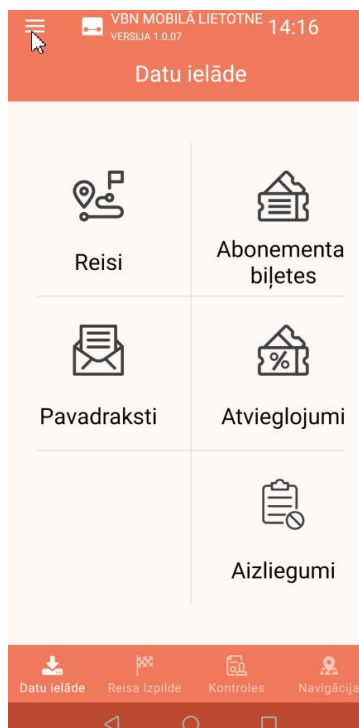 VBN MOBILĀ LIETOTNE 14:16
VERSIJA 1.0.07
Datu ielāde
Reisi
Abonementa
biļetes
Pavadraksti
Atvieglojumi
Aizliegumi
Datu ielāde Reisa Izpilde Kontroles Navigācija